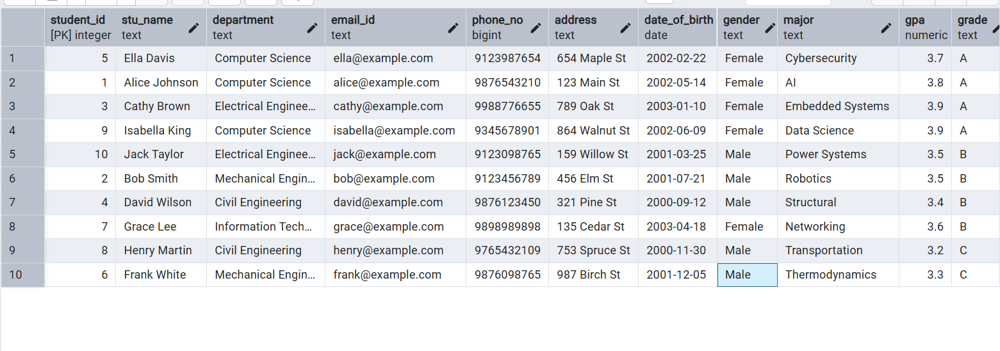 student_id stu_name department email_id phone_no address date_of_birth gender major gpa grade
[PK] integer text text text bigint text date text text numeric text
1 5 Ella Davis Computer Science ella@example.com 9123987654 654 Maple St 2002-02-22 Female Cybersecurity 3.7 A
2 1 Alice Johnson Computer Science alice@example.com 9876543210 123 Main St 2002-05-14 Female AI 3.8 A
3 3 Cathy Brown Electrical Enginee... cathy@example.com 9988776655 789 Oak St 2003-01-10 Female Embedded Systems 3.9 A
4 9 Isabella King Computer Science isabella@example.com 9345678901 864 Walnut St 2002-06-09 Female Data Science 3.9 A
5 10 Jack Taylor Electrical Enginee... jack@example.com 9123098765 159 Willow St 2001-03-25 Male Power Systems 3.5 B
6 2 Bob Smith Mechanical Engin... bob@example.com 9123456789 456 Elm St 2001-07-21 Male Robotics 3.5 B
7 4 David Wilson Civil Engineering david@example.com 9876123450 321 Pine St 2000-09-12 Male Structural 3.4 B
8 7 Grace Lee Information Tech... grace@example.com 9898989898 135 Cedar St 2003-04-18 Female Networking 3.6 B
9 8 Henry Martin Civil Engineering henry@example.com 9765432109 753 Spruce St 2000-11-30 Male Transportation 3.2 C
10 6 Frank White Mechanical Engin... frank@example.com 9876098765 987 Birch St 2001-12-05 Male Thermodynamics 3.3 C